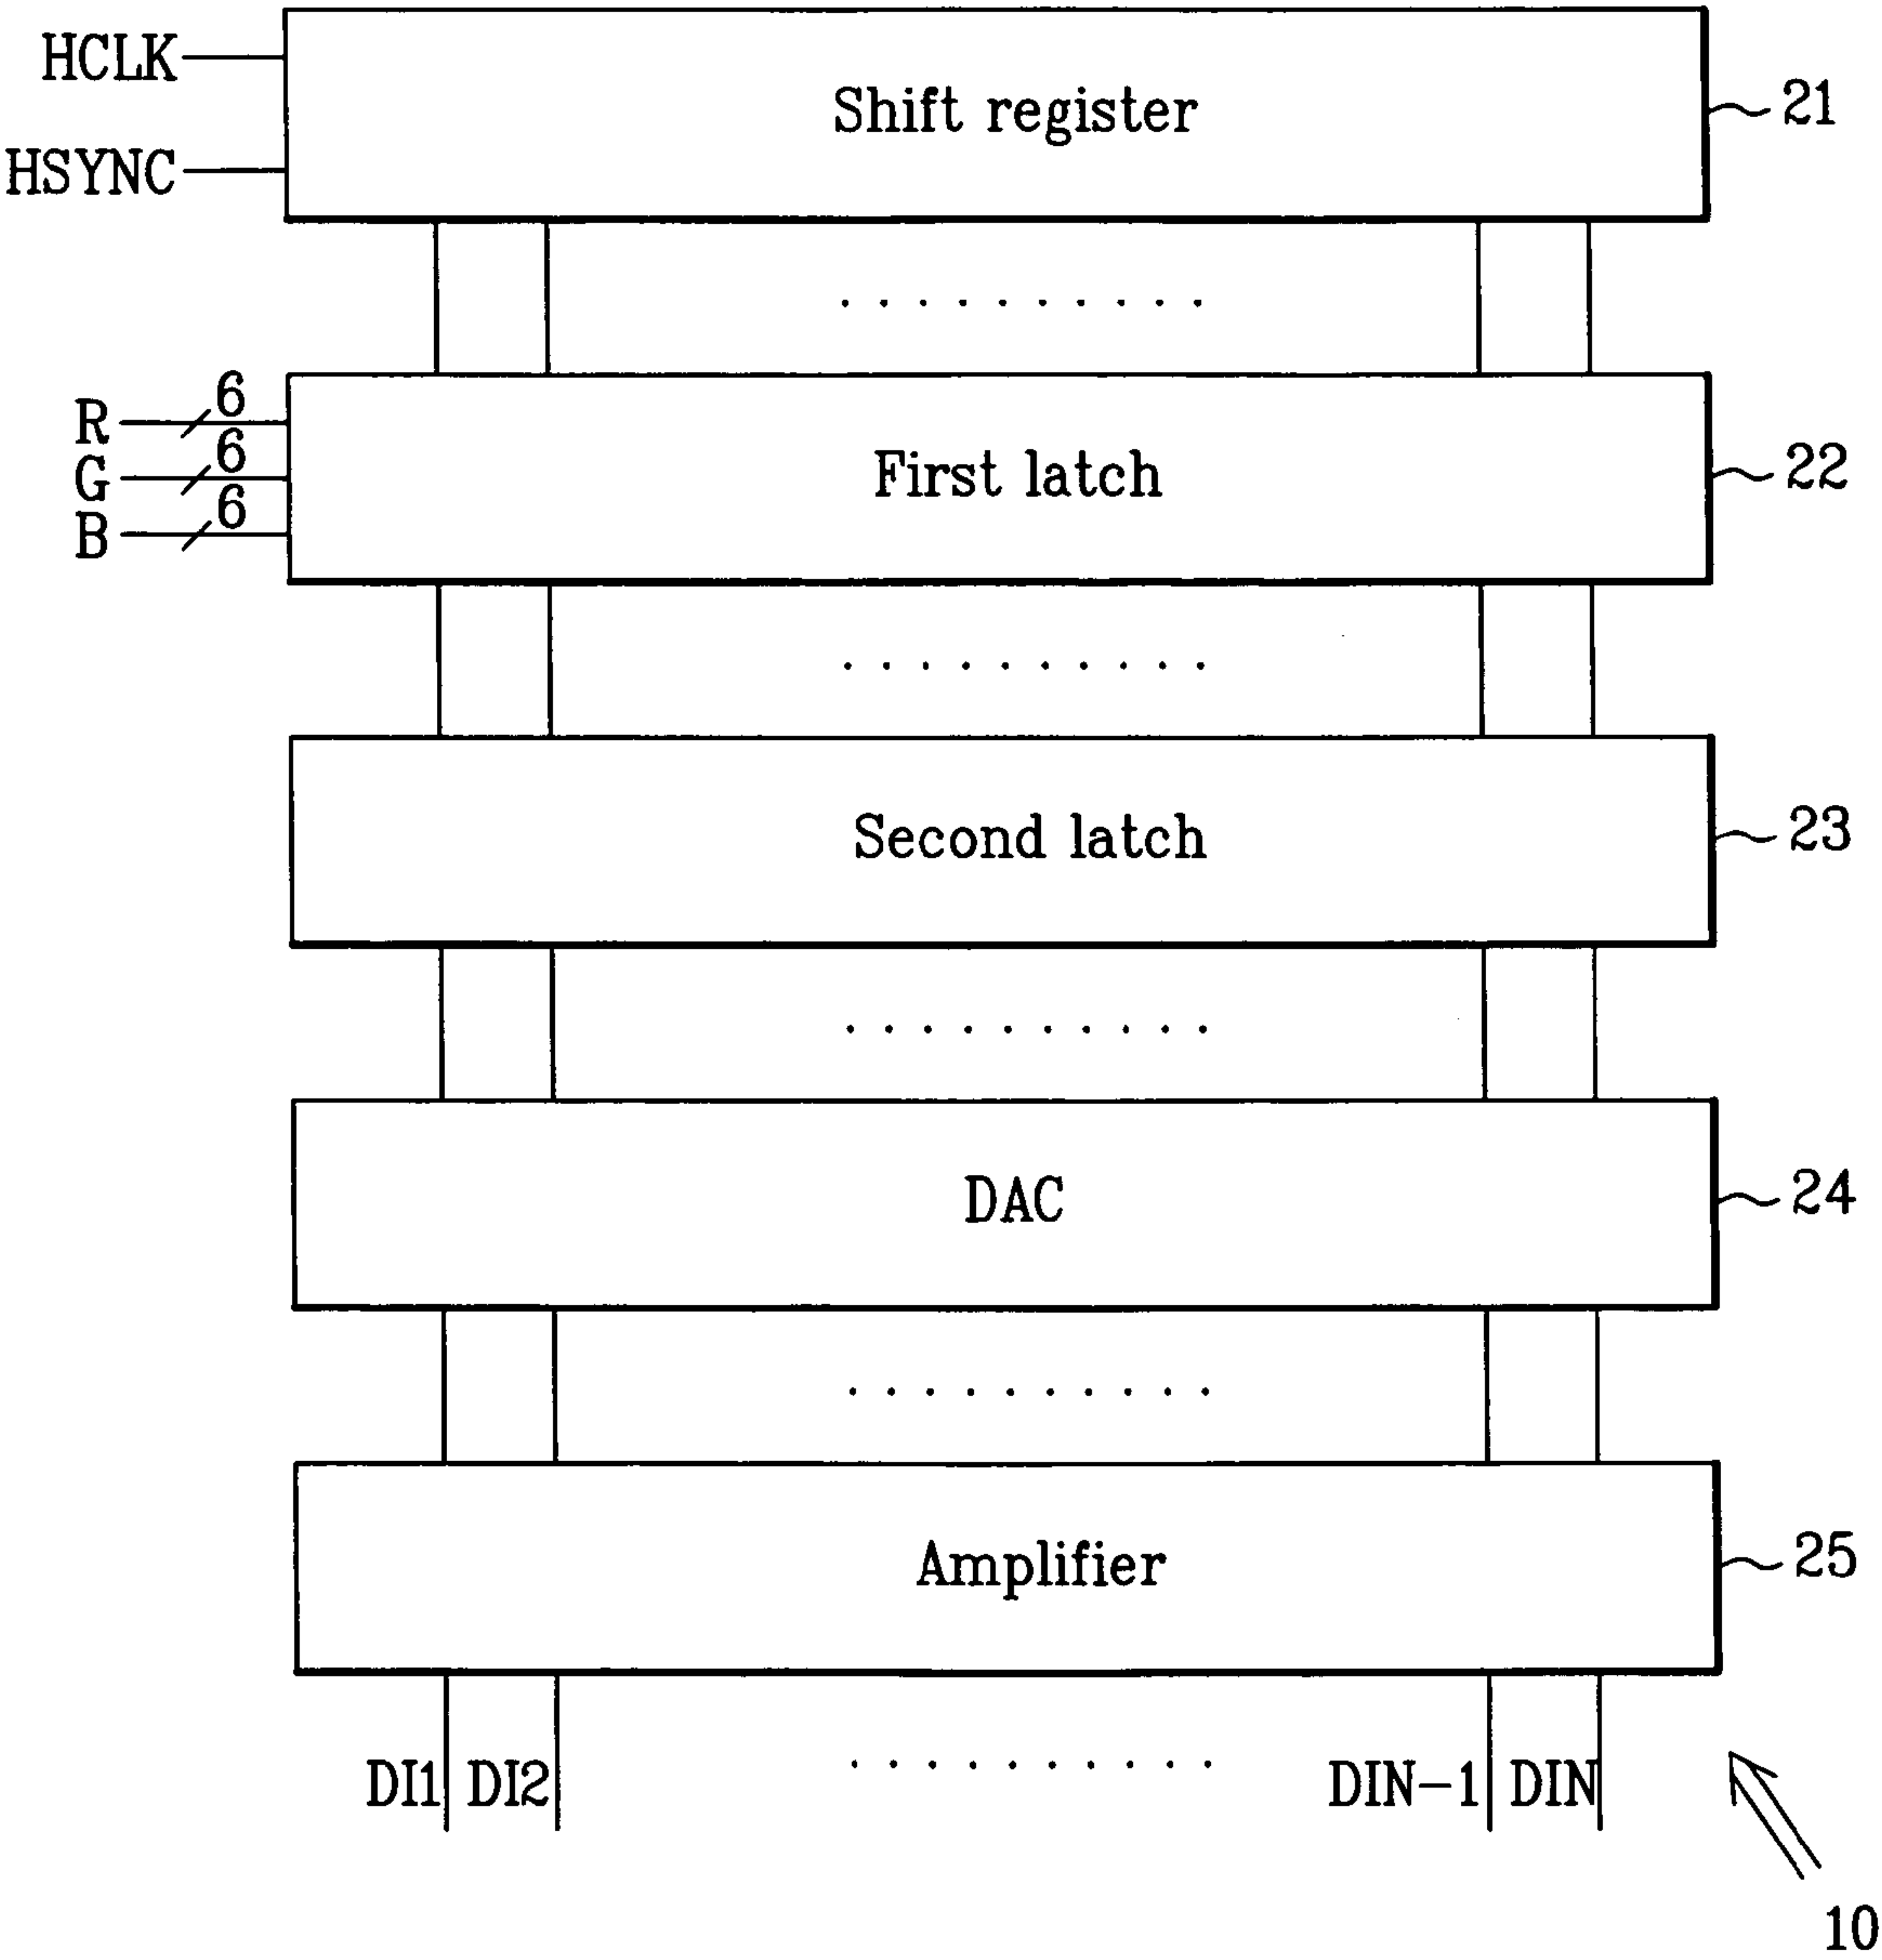 HCLK
Shift register
21
HSYNC
R
6
G
6
B
6
First latch
22
Second latch
23
DAC
24
Amplifier
25
DI1 DI2 DIN-1 DIN
10